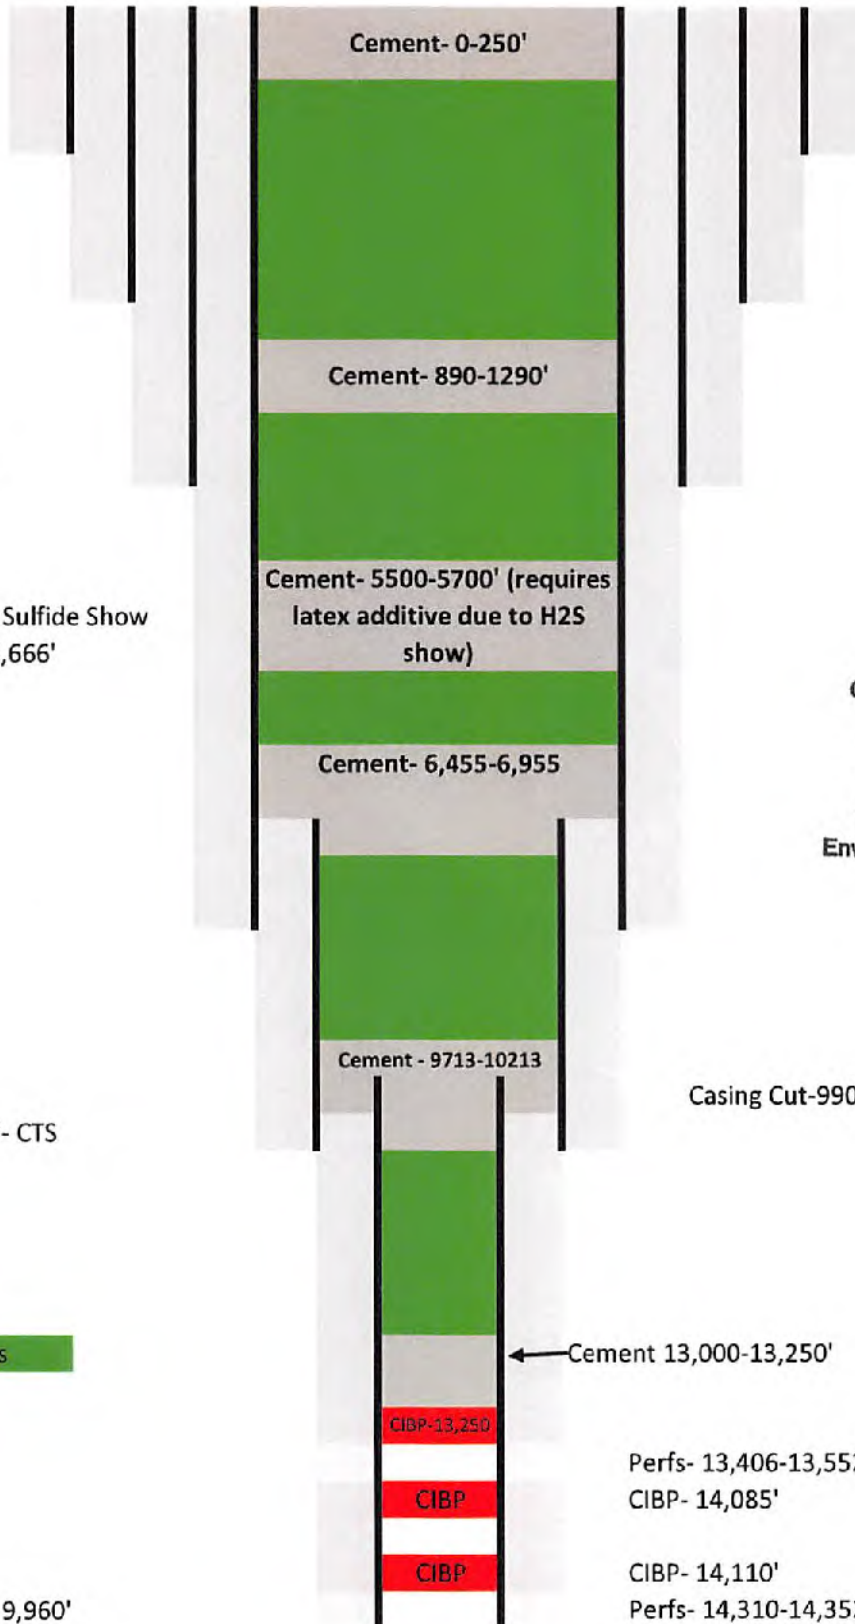 Cement- 0-250'
Cement- 890-1290'
Cement- 5500-5700' (requires
latex additive due to H2S
show)
Sulfide Show
,666'
Cement- 6,455-6,955
Cement - 9713-10213
Casing Cut-990
- CTS
Cement 13,000-13,250'
CIBP-13,250
Perfs- 13,406-13,552
CIBP
CIBP- 14,085'
CIBP
CIBP- 14,110'
9,960'
Perfs- 14,310-14,351